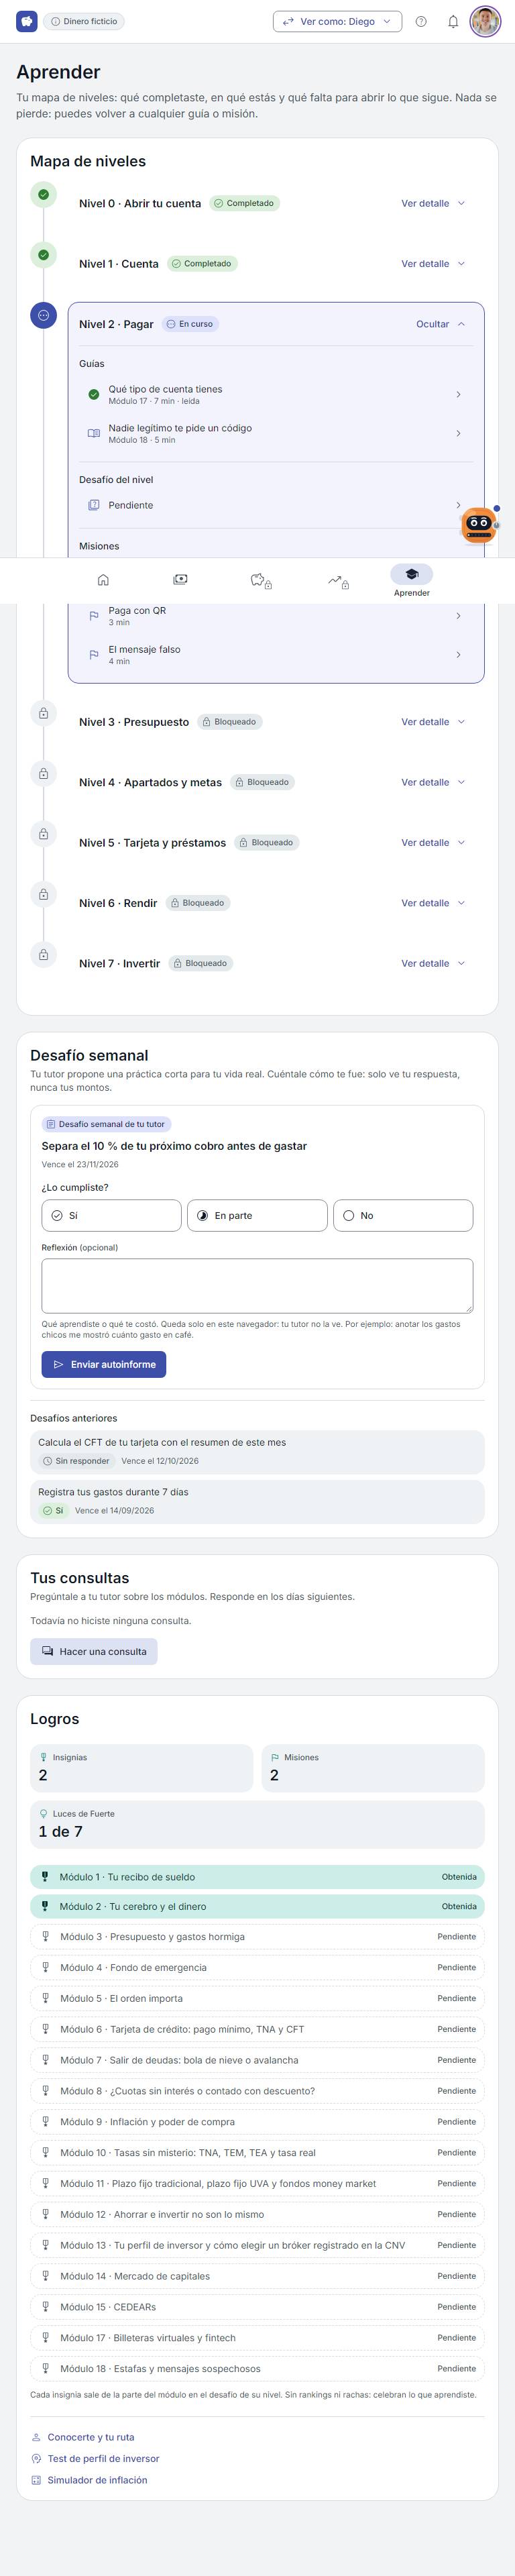 Dinero ficticio
Ver como: Diego
Aprender
Tu mapa de niveles: qué completaste, en qué estás y qué falta para abrir lo que sigue. Nada se
pierde: puedes volver a cualquier guía o misión.
Mapa de niveles
Nivel 0 · Abrir tu cuenta
Completado
Ver detalle
Nivel 1 · Cuenta
Completado
Ver detalle
Nivel 2 · Pagar
En curso
Ocultar
Guías
Qué tipo de cuenta tienes
Módulo 17 · 7 min · leída
Nadie legítimo te pide un código
Módulo 18 · 5 min
Desafío del nivel
Pendiente
Misiones
Aprender
Paga con QR
3 min
El mensaje falso
4 min
Nivel 3 · Presupuesto
Bloqueado
Ver detalle
Nivel 4 · Apartados y metas
Bloqueado
Ver detalle
Nivel 5 · Tarjeta y préstamos
Bloqueado
Ver detalle
Nivel 6 · Rendir
Bloqueado
Ver detalle
Nivel 7 · Invertir
Bloqueado
Ver detalle
Desafío semanal
Tu tutor propone una práctica corta para tu vida real. Cuéntale cómo te fue: solo ve tu respuesta,
nunca tus montos.
Desafío semanal de tu tutor
Separa el 10 % de tu próximo cobro antes de gastar
Vence el 23/11/2026
¿Lo cumpliste?
Sí
En parte
No
Reflexión (opcional)
Qué aprendiste o qué te costó. Queda solo en este navegador: tu tutor no la ve. Por ejemplo: anotar los gastos
chicos me mostró cuánto gasto en café.
Enviar autoinforme
Desafíos anteriores
Calcula el CFT de tu tarjeta con el resumen de este mes
Sin responder
Vence el 12/10/2026
Registra tus gastos durante 7 días
Sí
Vence el 14/09/2026
Tus consultas
Pregúntale a tu tutor sobre los módulos. Responde en los días siguientes.
Todavía no hiciste ninguna consulta.
Hacer una consulta
Logros
Insignias
2
Misiones
2
Luces de Fuerte
1 de 7
Módulo 1 · Tu recibo de sueldo
Obtenida
Módulo 2 · Tu cerebro y el dinero
Obtenida
Módulo 3 · Presupuesto y gastos hormiga
Pendiente
Módulo 4 · Fondo de emergencia
Pendiente
Módulo 5 · El orden importa
Pendiente
Módulo 6 · Tarjeta de crédito: pago mínimo, TNA y CFT
Pendiente
Módulo 7 · Salir de deudas: bola de nieve o avalancha
Pendiente
Módulo 8 · ¿Cuotas sin interés o contado con descuento?
Pendiente
Módulo 9 · Inflación y poder de compra
Pendiente
Módulo 10 · Tasas sin misterio: TNA, TEM, TEA y tasa real
Pendiente
Módulo 11 · Plazo fijo tradicional, plazo fijo UVA y fondos money market
Pendiente
Módulo 12 · Ahorrar e invertir no son lo mismo
Pendiente
Módulo 13 · Tu perfil de inversor y cómo elegir un bróker registrado en la CNV
Pendiente
Módulo 14 · Mercado de capitales
Pendiente
Módulo 15 · CEDEARs
Pendiente
Módulo 17 · Billeteras virtuales y fintech
Pendiente
Módulo 18 · Estafas y mensajes sospechosos
Pendiente
Cada insignia sale de la parte del módulo en el desafío de su nivel. Sin rankings ni rachas: celebran lo que aprendiste.
Conocerte y tu ruta
Test de perfil de inversor
Simulador de inflación